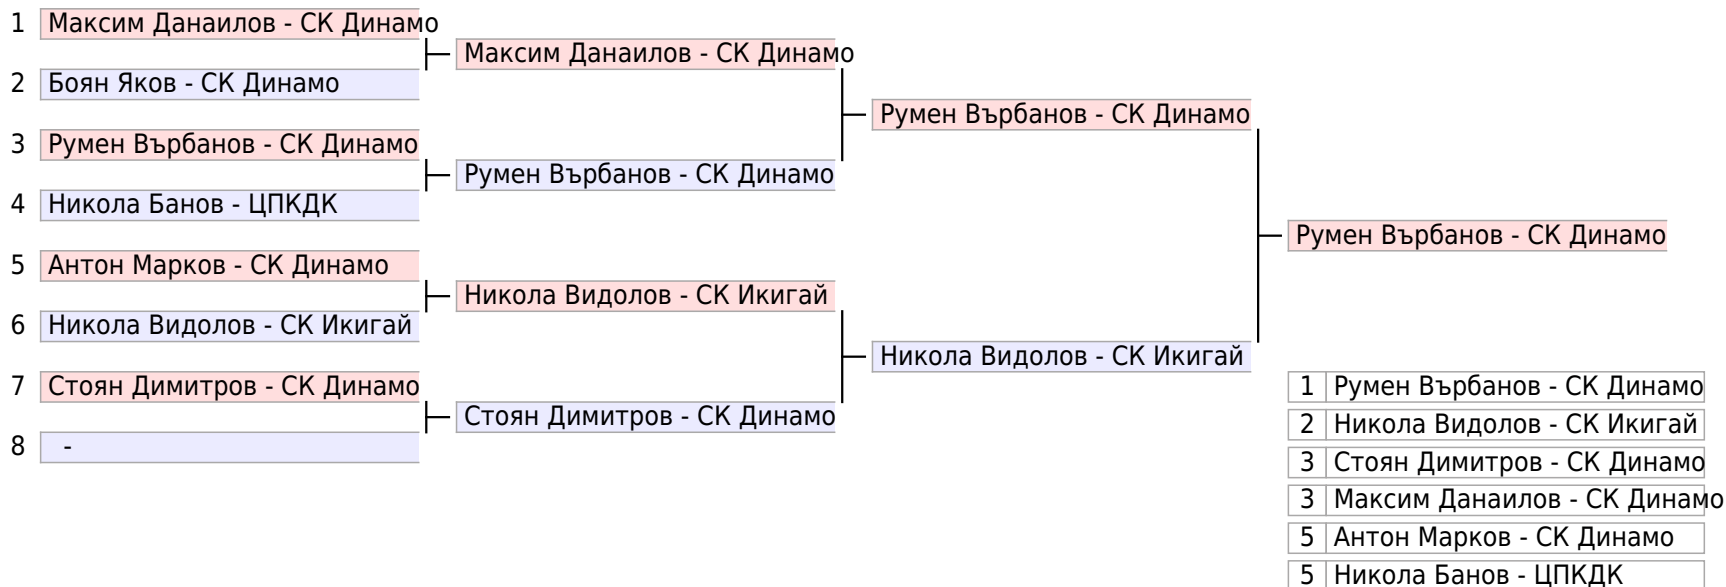 1 Максим Данаилов - СК Динамо
2 Боян Яков - СК Динамо
3 Румен Върбанов - СК Динамо
4 Никола Банов - ЦПКДК
5 Антон Марков - СК Динамо
6 Никола Видолов - СК Икигай
7 Стоян Димитров - СК Динамо
8 -
Максим Данаилов - СК Динамо
Румен Върбанов - СК Динамо
Никола Видолов - СК Икигай
Стоян Димитров - СК Динамо
Румен Върбанов - СК Динамо
Никола Видолов - СК Икигай
Румен Върбанов - СК Динамо
1 Румен Върбанов - СК Динамо
2 Никола Видолов - СК Икигай
3 Стоян Димитров - СК Динамо
3 Максим Данаилов - СК Динамо
5 Антон Марков - СК Динамо
5 Никола Банов - ЦПКДК